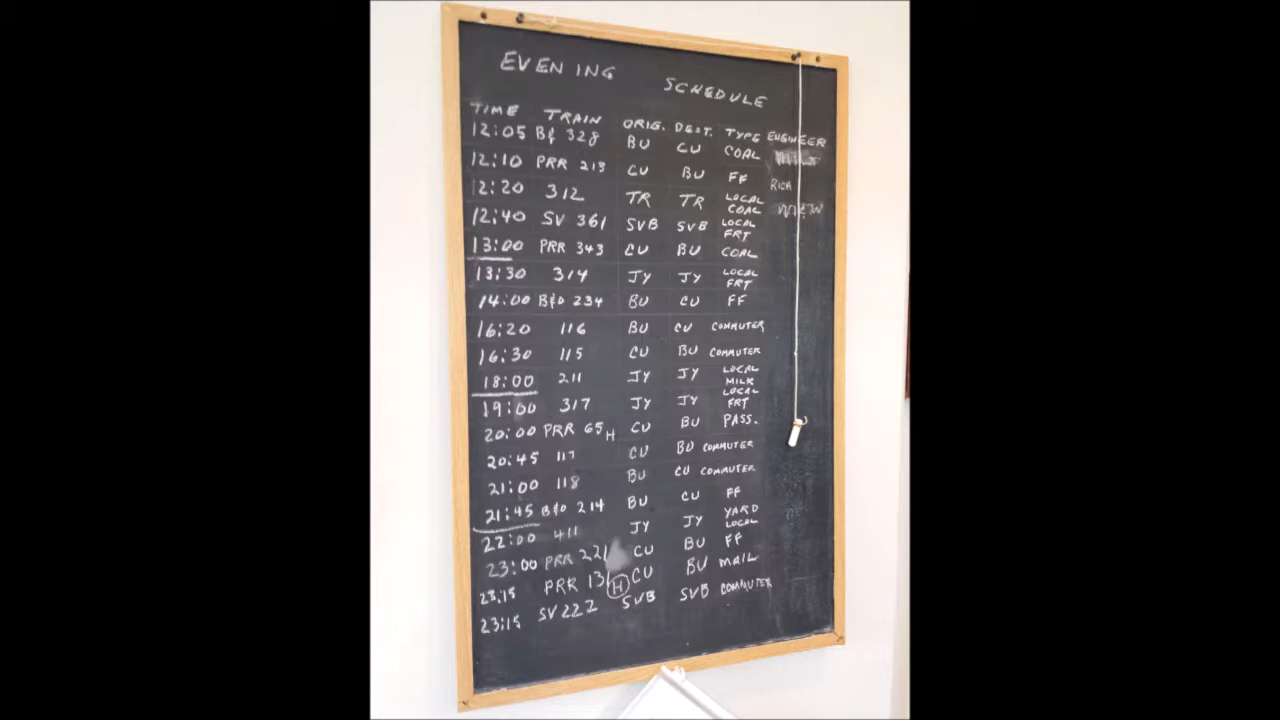 EVENING SCHEDULE
TIME TRAIN ORIG. DEST. TYPE ENGINEER
12:05 B& 328 BU CU COAL
12:10 PRR 213 CU BU FF RICH
12:20 312 TR TR LOCAL COAL
12:40 SV 361 SVB SVB LOCAL FRT
13:00 PRR 343 CU BU COAL
13:30 314 JY JY LOCAL FRT
14:00 B&O 234 BU CU FF
16:20 116 BU CU COMMUTER
16:30 115 CU BU COMMUTER
18:00 211 JY JY LOCAL MILK
19:00 317 JY JY LOCAL FRT
20:00 PRR 65 H CU BU PASS.
20:45 117 CU BU COMMUTER
21:00 118 BU CU COMMUTER
21:45 B&O 214 BU CU FF
22:00 411 JY JY YARD LOCAL
23:00 PRR 221 CU BU FF
23:15 PRR 131 H CU BU MAIL
23:15 SV 222 SVB SVB COMMUTER